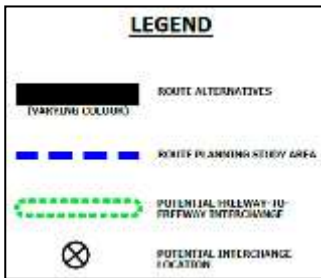 LEGEND
ROUTE ALTERNATIVES
(VARYING COLOUR)
ROUTE PLANNING STUDY AREA
POTENTIAL FREEWAY-TO-
FREEWAY INTERCHANGE
POTENTIAL INTERCHANGE
LOCATION